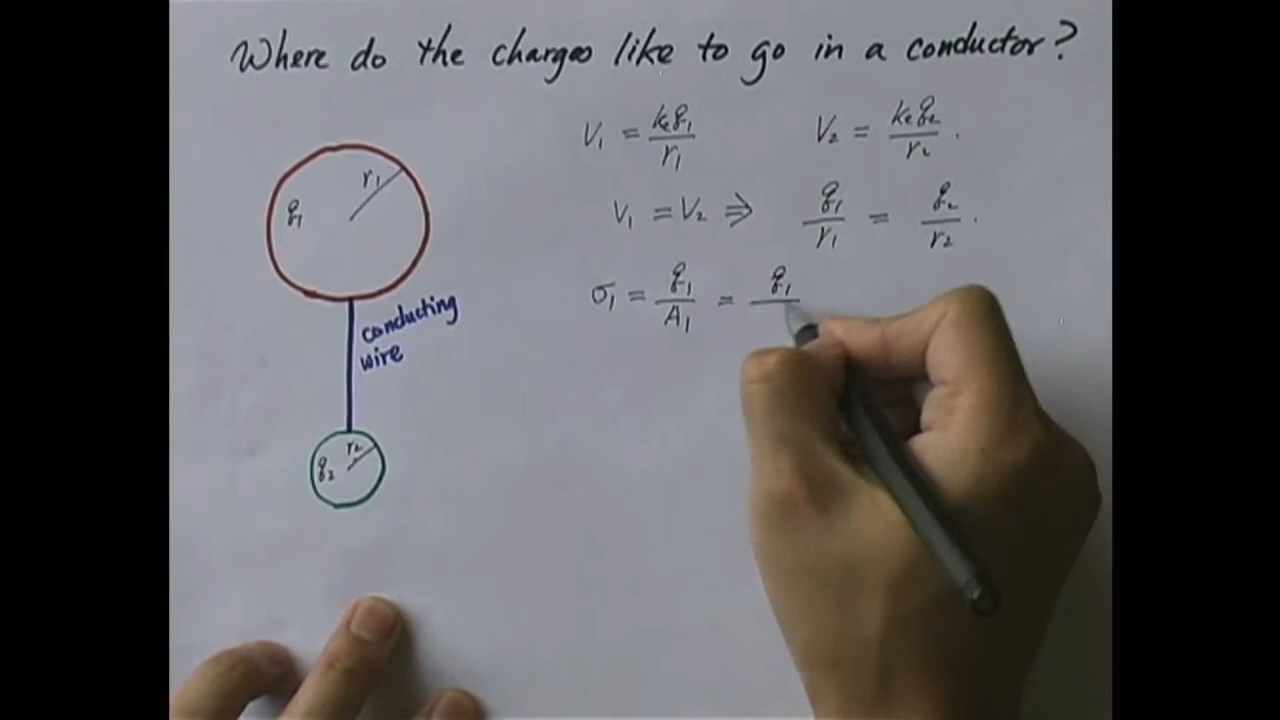 Where do the charges like to go in a conductor?
V₁ = kₑq₁/r₁
V₂ = kₑq₂/r₂ .
r₁
q₁
V₁ = V₂ ⇒ q₁/r₁ = q₂/r₂ .
σ₁ = q₁/A₁ = q₁/
conducting
wire
r₂
q₂